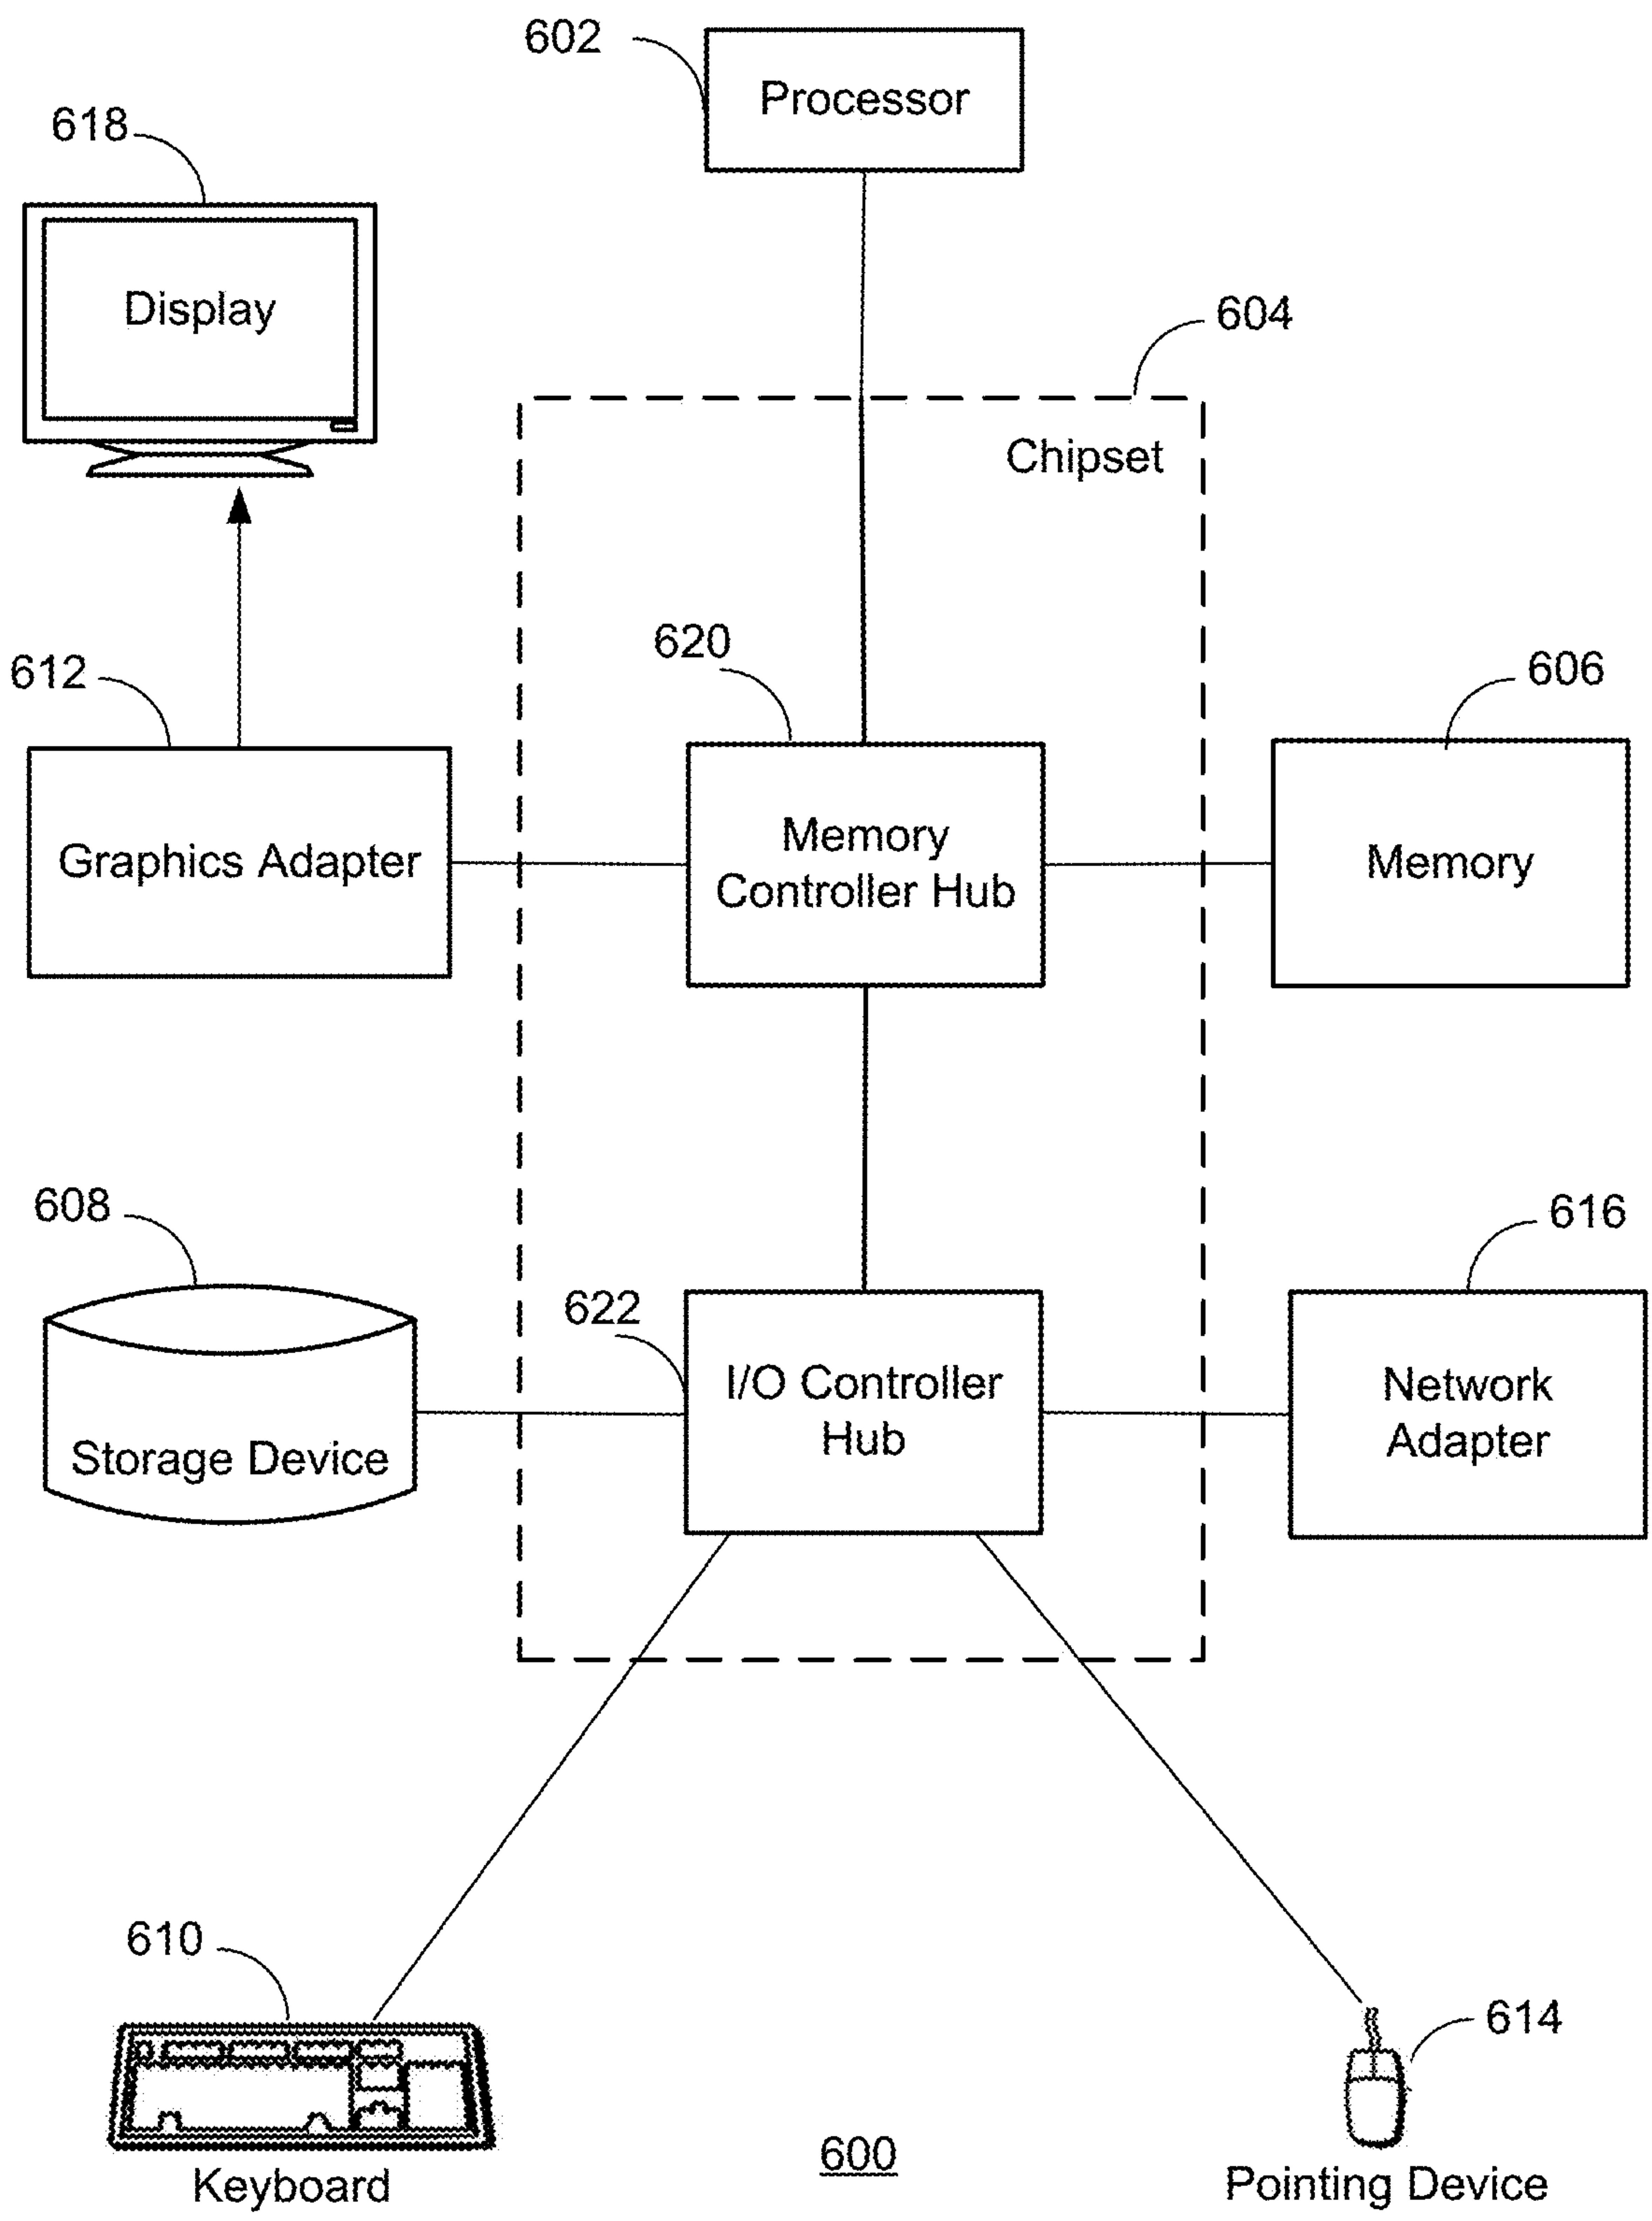 602
Processor
618
Display
604
Chipset
620
612
606
Graphics Adapter
Memory
Controller Hub
Memory
608
616
622
Storage Device
I/O Controller
Hub
Network
Adapter
610
614
Keyboard
600
Pointing Device